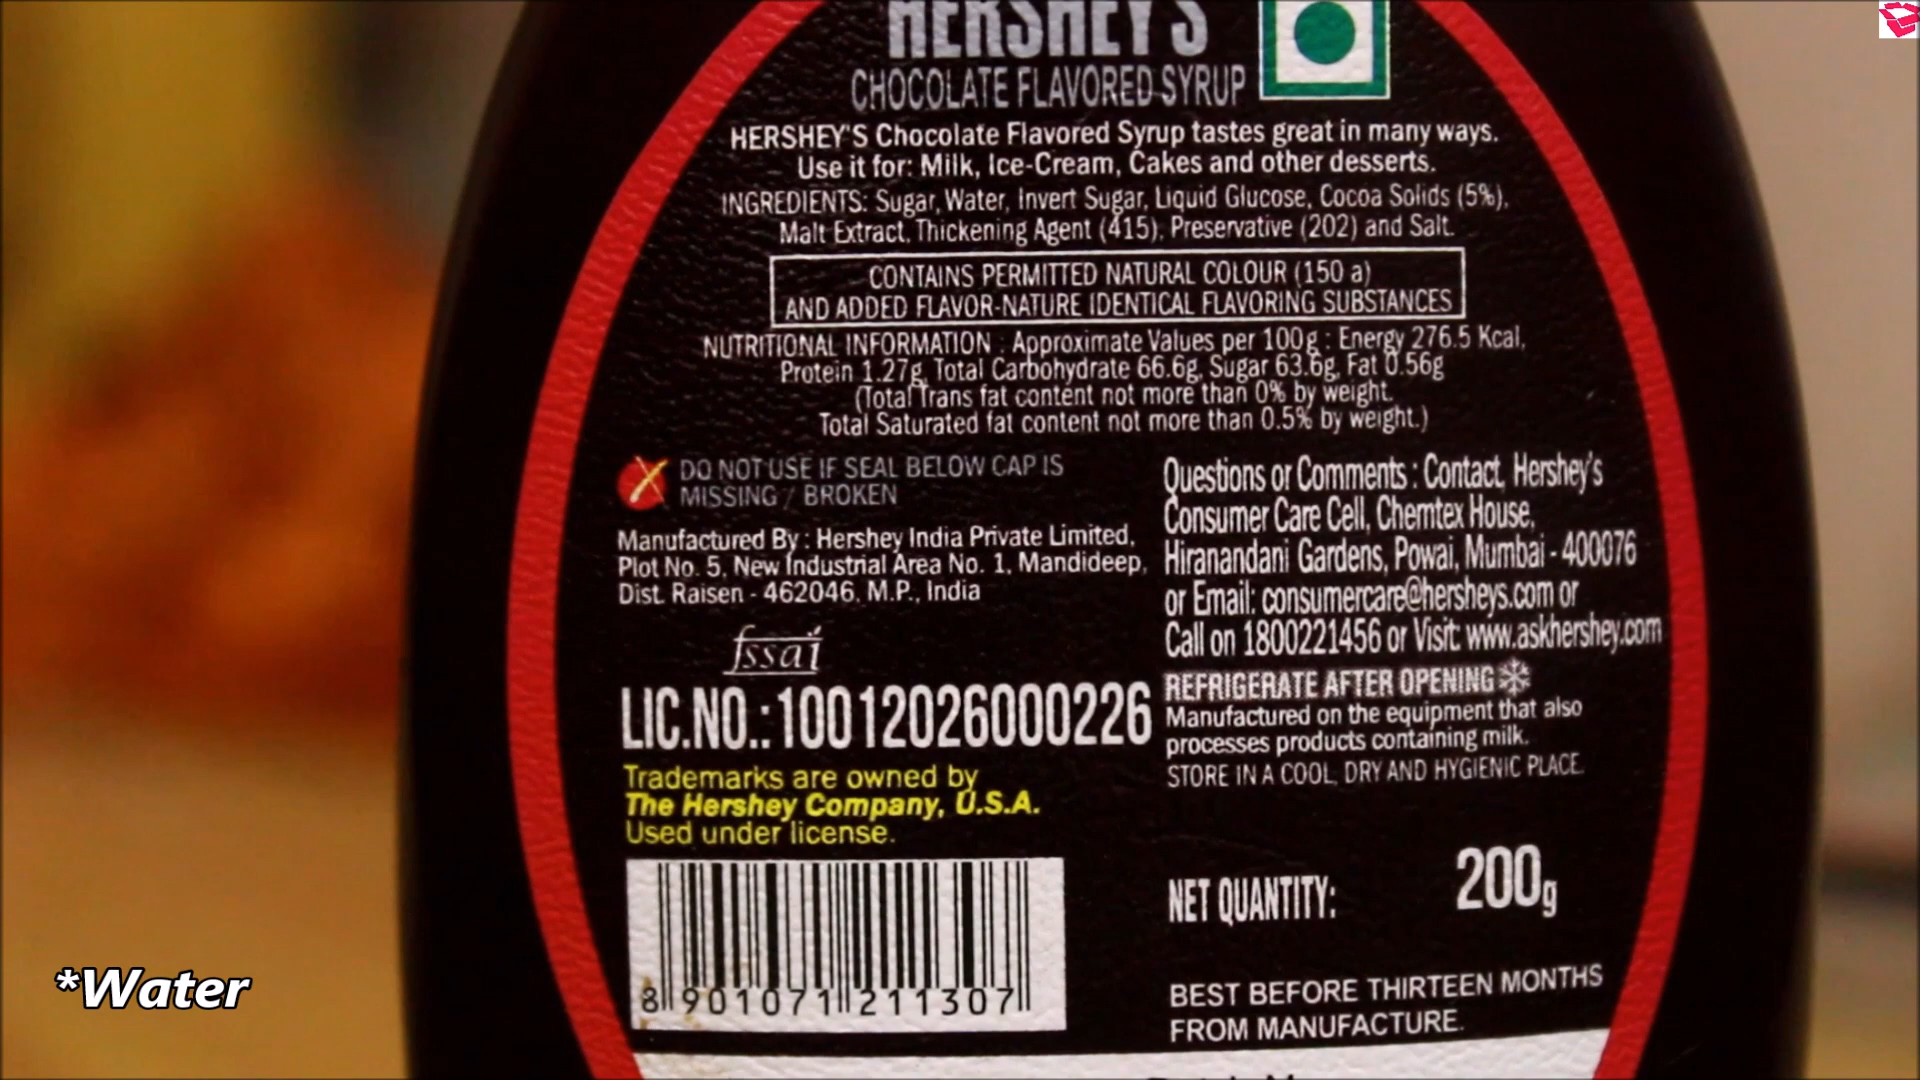 HERSHEY'S
CHOCOLATE FLAVORED SYRUP
HERSHEY'S Chocolate Flavored Syrup tastes great in many ways.
Use it for: Milk, Ice-Cream, Cakes and other desserts.
INGREDIENTS: Sugar, Water, Invert Sugar, Liquid Glucose, Cocoa Solids (5%),
Malt Extract, Thickening Agent (415), Preservative (202) and Salt.
CONTAINS PERMITTED NATURAL COLOUR (150 a)
AND ADDED FLAVOR-NATURE IDENTICAL FLAVORING SUBSTANCES
NUTRITIONAL INFORMATION : Approximate Values per 100g : Energy 276.5 Kcal,
Protein 1.27g, Total Carbohydrate 66.6g, Sugar 63.6g, Fat 0.56g
(Total Trans fat content not more than 0% by weight.
Total Saturated fat content not more than 0.5% by weight.)
DO NOT USE IF SEAL BELOW CAP IS
MISSING / BROKEN
Manufactured By : Hershey India Private Limited,
Plot No. 5, New Industrial Area No. 1, Mandideep,
Dist. Raisen - 462046, M.P., India
fssai
LIC.NO.:10012026000226
Trademarks are owned by
The Hershey Company, U.S.A.
Used under license.
8 901071 211307
Questions or Comments : Contact, Hershey's
Consumer Care Cell, Chemtex House,
Hiranandani Gardens, Powai, Mumbai - 400076
or Email: consumercare@hersheys.com or
Call on 1800221456 or Visit: www.askhershey.com
REFRIGERATE AFTER OPENING
Manufactured on the equipment that also
processes products containing milk.
STORE IN A COOL, DRY AND HYGIENIC PLACE.
NET QUANTITY: 200g
BEST BEFORE THIRTEEN MONTHS
FROM MANUFACTURE.
*Water